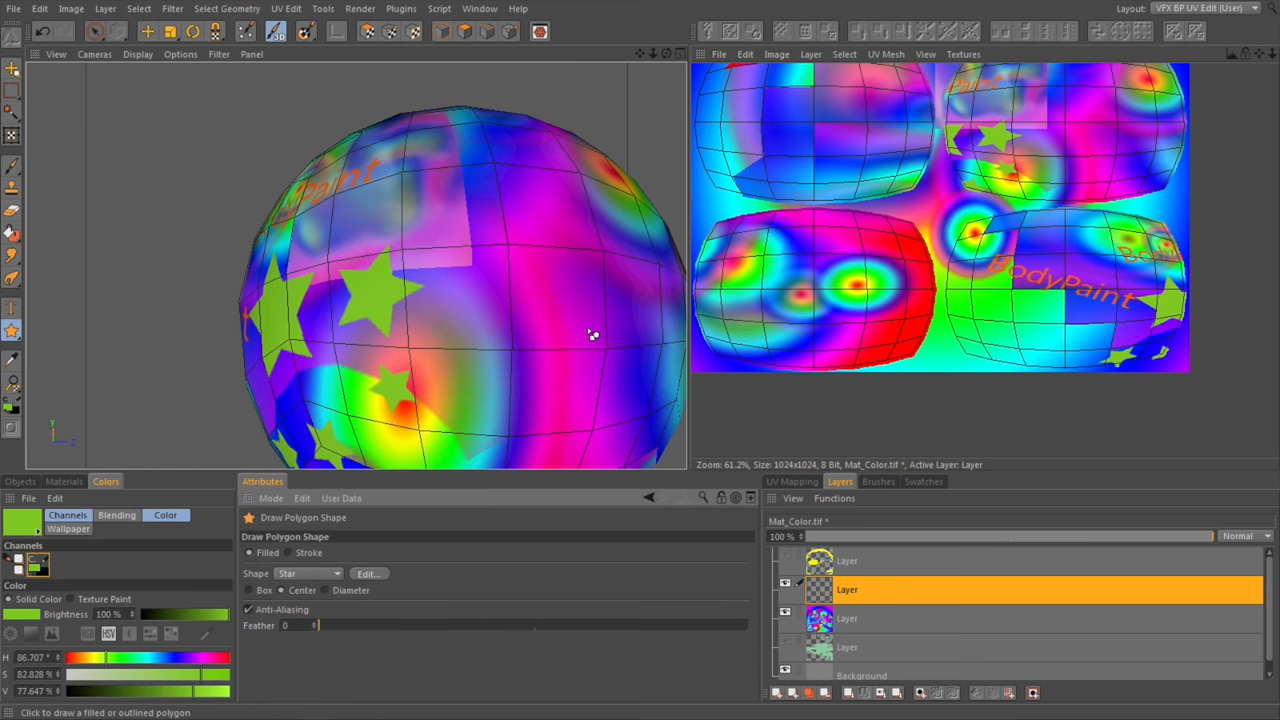 File Edit Image Layer Select Filter Select Geometry UV Edit Tools Render Plugins Script Window Help Layout: VFX BP UV Edit (User)
3D
View Cameras Display Options Filter Panel
File Edit Image Layer Select UV Mesh View Textures
Paint
BodyPaint
Body
Paint
Y
Z
Zoom: 61.2%, Size: 1024x1024, 8 Bit, Mat_Color.tif *, Active Layer: Layer
Objects Materials Colors
Attributes
UV Mapping Layers Brushes Swatches
File Edit
Mode Edit User Data
View Functions
Channels Blending Color
Wallpaper
Draw Polygon Shape
Mat_Color.tif *
Draw Polygon Shape
100 % Normal
Channels
Filled Stroke
Layer
Shape Star Edit...
Color
Box Center Diameter
Layer
Solid Color Texture Paint
Anti-Aliasing
Brightness 100 %
Feather 0
Layer
HSV
Layer
H 86.707 °
S 82.828 %
Background
V 77.647 %
Click to draw a filled or outlined polygon